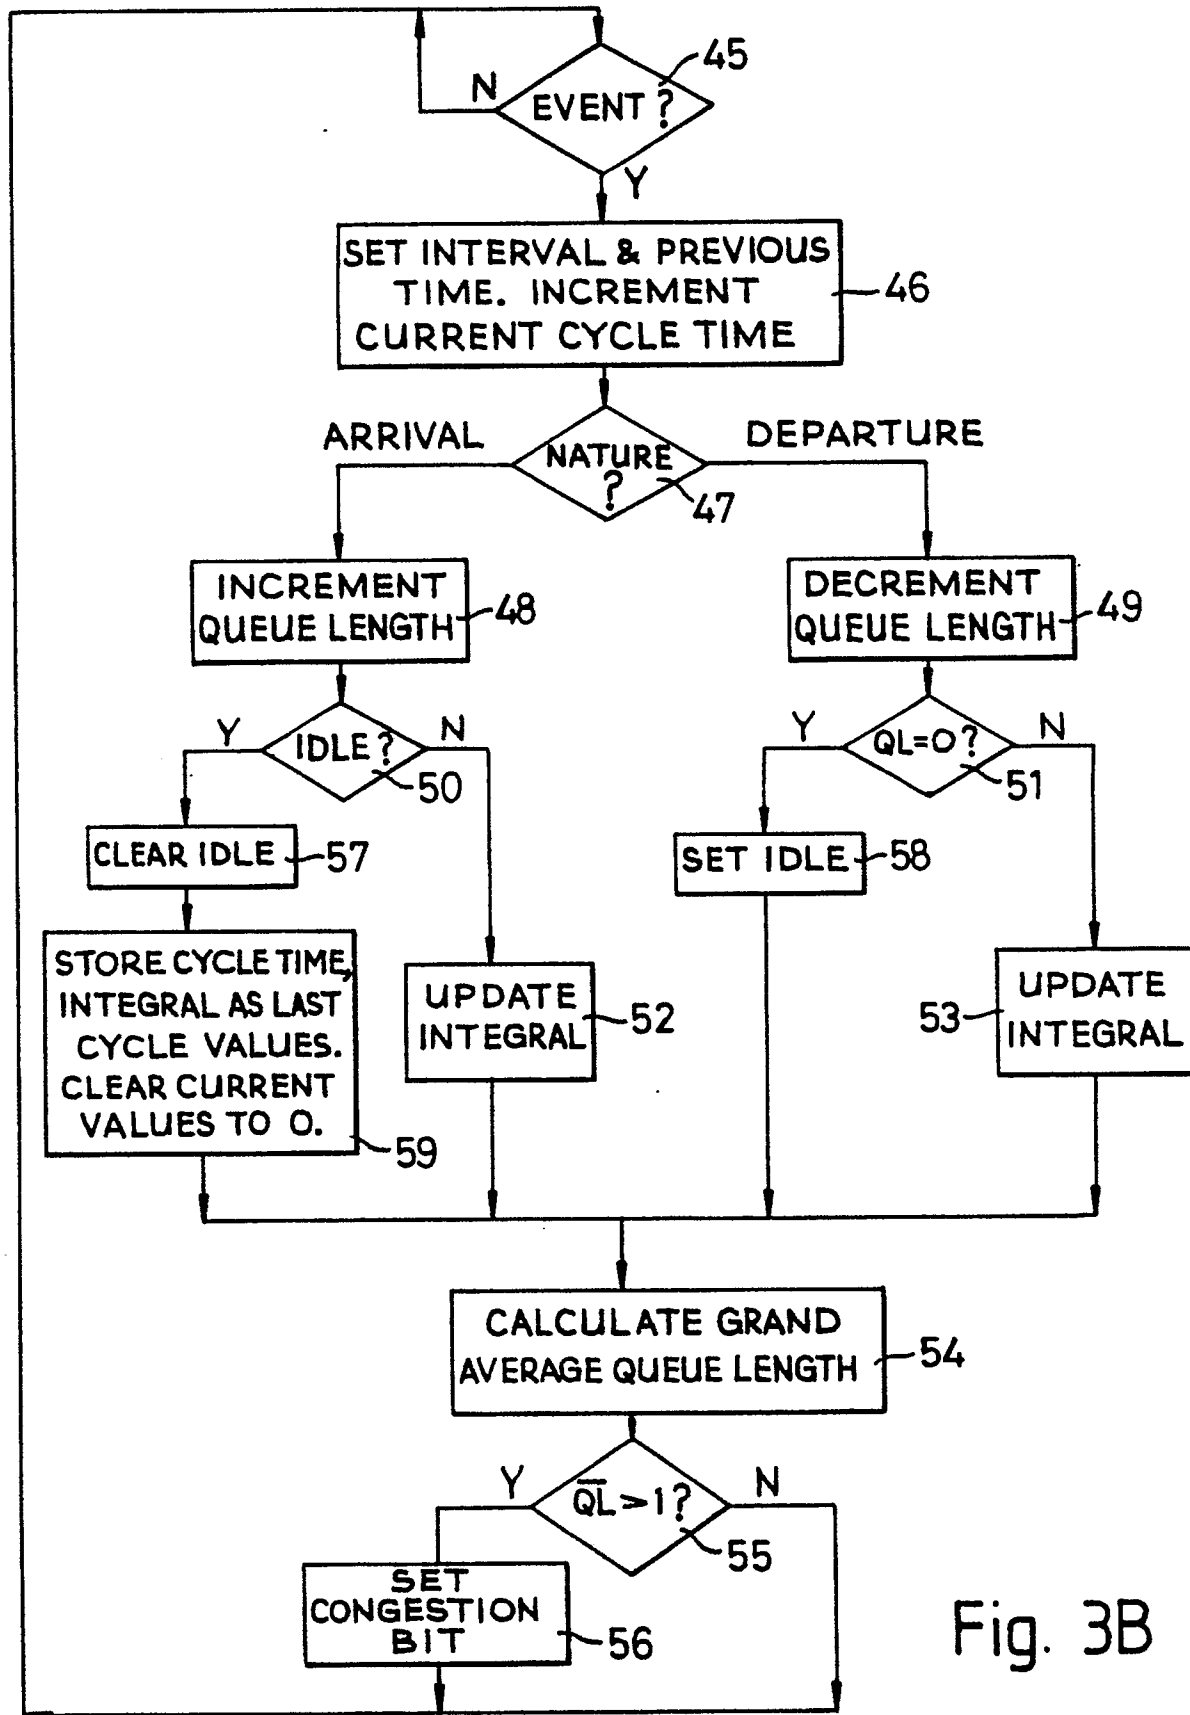 45
N
EVENT?
Y
SET INTERVAL & PREVIOUS
TIME. INCREMENT
CURRENT CYCLE TIME
46
ARRIVAL
DEPARTURE
NATURE
?
47
INCREMENT
QUEUE LENGTH
48
DECREMENT
QUEUE LENGTH
49
Y
IDLE?
N
50
Y
QL=0?
N
51
CLEAR IDLE
57
SET IDLE
58
STORE CYCLE TIME,
INTEGRAL AS LAST
CYCLE VALUES.
CLEAR CURRENT
VALUES TO 0.
59
UPDATE
INTEGRAL
52
53
UPDATE
INTEGRAL
CALCULATE GRAND
AVERAGE QUEUE LENGTH
54
Y
Q̅L̅>1?
N
55
SET
CONGESTION
BIT
56
Fig. 3B